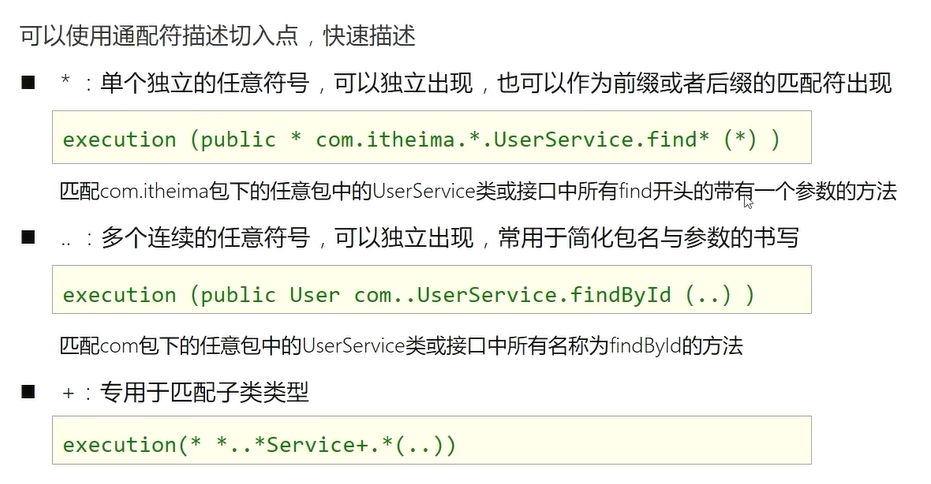 可以使用通配符描述切入点，快速描述
■ * ：单个独立的任意符号，可以独立出现，也可以作为前缀或者后缀的匹配符出现
execution (public * com.itheima.*.UserService.find* (*) )
匹配com.itheima包下的任意包中的UserService类或接口中所有find开头的带有一个参数的方法
■ .. ：多个连续的任意符号，可以独立出现，常用于简化包名与参数的书写
execution (public User com..UserService.findById (..) )
匹配com包下的任意包中的UserService类或接口中所有名称为findById的方法
■ + ：专用于匹配子类类型
execution(* *..*Service+.*(..))